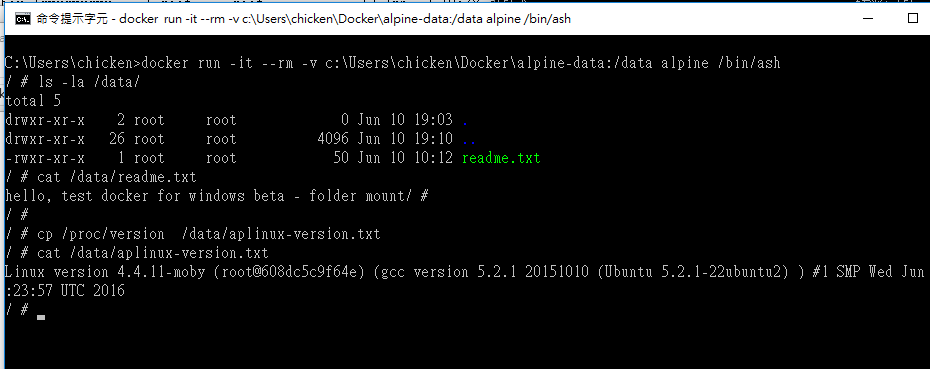 命令提示字元 - docker run -it --rm -v c:\Users\chicken\Docker\alpine-data:/data alpine /bin/ash
C:\Users\chicken>docker run -it --rm -v c:\Users\chicken\Docker\alpine-data:/data alpine /bin/ash
/ # ls -la /data/
total 5
drwxr-xr-x    2 root     root             0 Jun 10 19:03 .
drwxr-xr-x   26 root     root          4096 Jun 10 19:10 ..
-rwxr-xr-x    1 root     root            50 Jun 10 10:12 readme.txt
/ # cat /data/readme.txt
hello, test docker for windows beta - folder mount/ #
/ #
/ # cp /proc/version  /data/aplinux-version.txt
/ # cat /data/aplinux-version.txt
Linux version 4.4.11-moby (root@608dc5c9f64e) (gcc version 5.2.1 20151010 (Ubuntu 5.2.1-22ubuntu2) ) #1 SMP Wed Jun
:23:57 UTC 2016
/ #